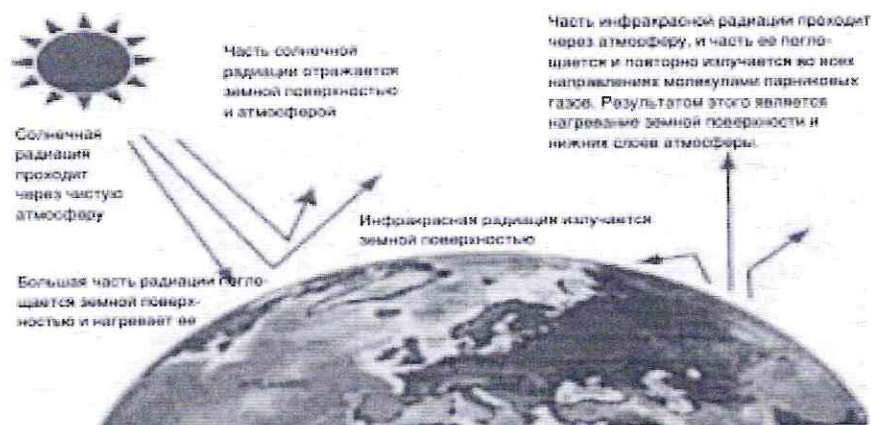 Солнечная
радиация
проходит
через чистую
атмосферу
Часть солнечной
радиации отражается
земной поверхностью
и атмосферой
Часть инфракрасной радиации проходит
через атмосферу, и часть ее погло-
щается и повторно излучается во всех
направлениях молекулами парниковых
газов. Результатом этого является
нагревание земной поверхности и
нижних слоев атмосферы.
Инфракрасная радиация излучается
земной поверхностью
Большая часть радиации погло-
щается земной поверх-
ностью и нагревает ее